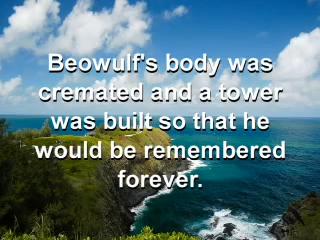 Beowulf's body was
cremated and a tower
was built so that he
would be remembered
forever.